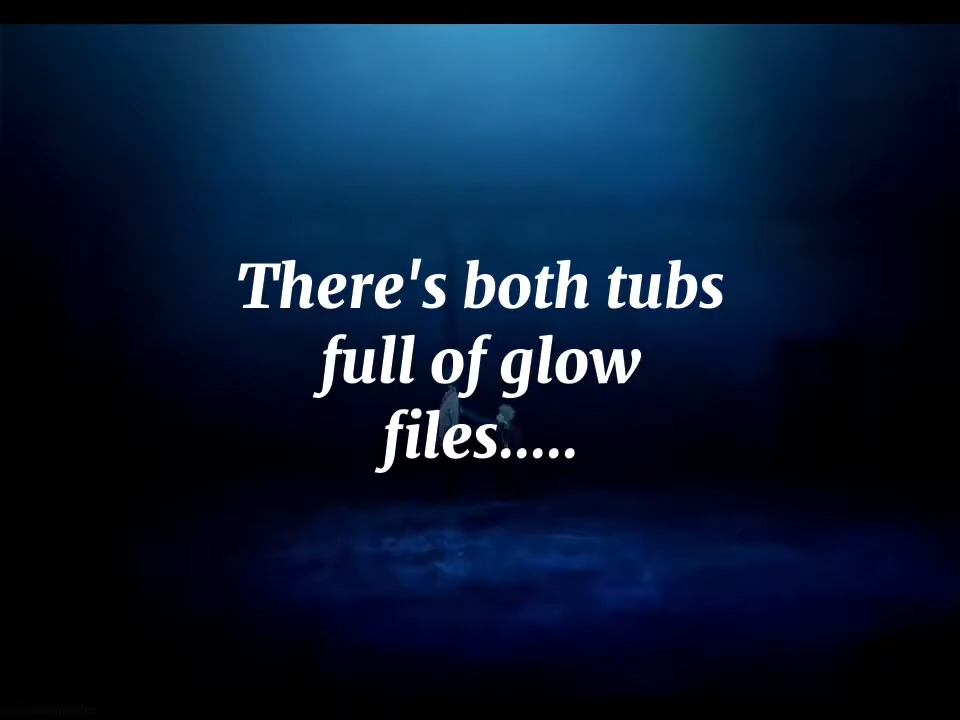 There's both tubs
full of glow
files.....